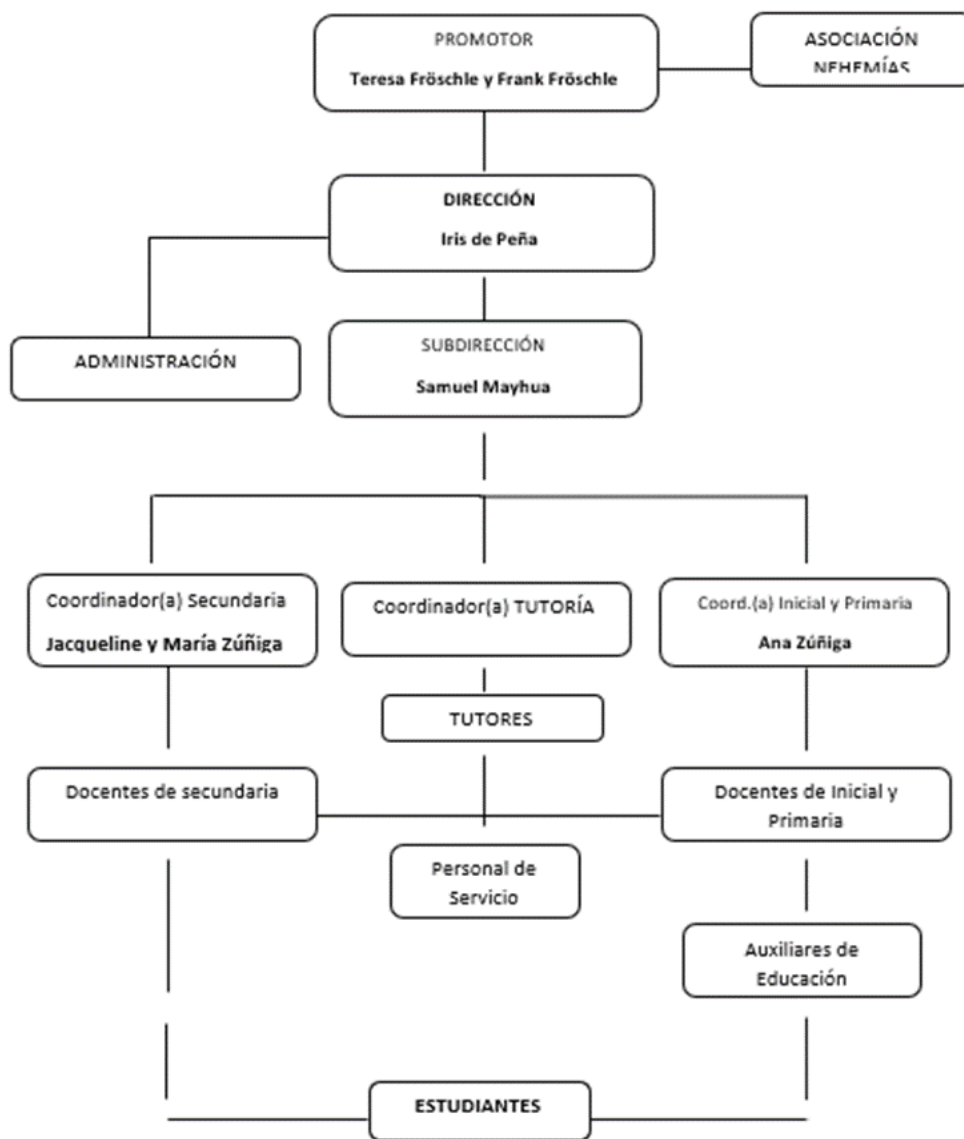 PROMOTOR
Teresa Fröschle y Frank Fröschle
ASOCIACIÓN
NEHEMÍAS
DIRECCIÓN
Iris de Peña
ADMINISTRACIÓN
SUBDIRECCIÓN
Samuel Mayhua
Coordinador(a) Secundaria
Jacqueline y María Zúñiga
Coordinador(a) TUTORÍA
Coord.(a) Inicial y Primaria
Ana Zúñiga
TUTORES
Docentes de secundaria
Docentes de Inicial y
Primaria
Personal de
Servicio
Auxiliares de
Educación
ESTUDIANTES